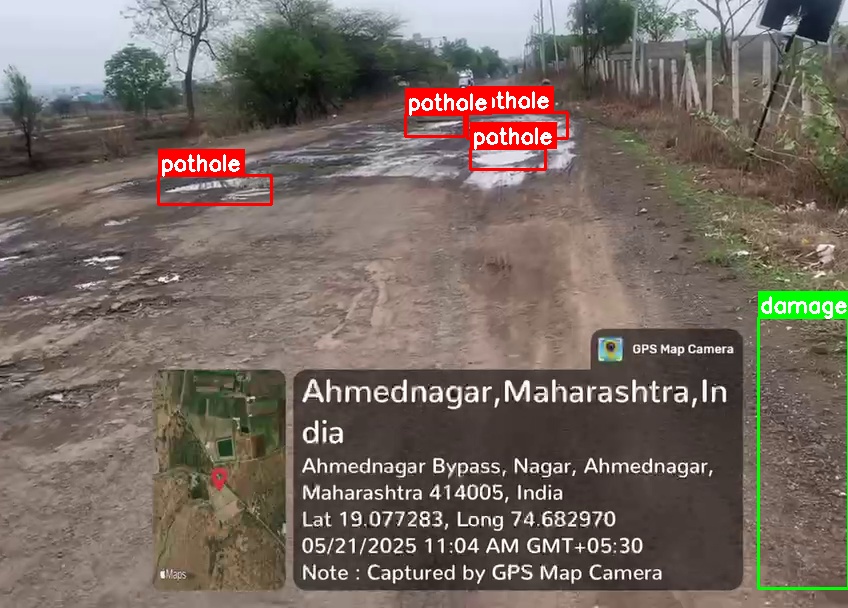 pothole
thole
pothole
pothole
damage
GPS Map Camera
Ahmednagar,Maharashtra,In
dia
Ahmednagar Bypass, Nagar, Ahmednagar,
Maharashtra 414005, India
Lat 19.077283, Long 74.682970
05/21/2025 11:04 AM GMT+05:30
Note : Captured by GPS Map Camera
Maps